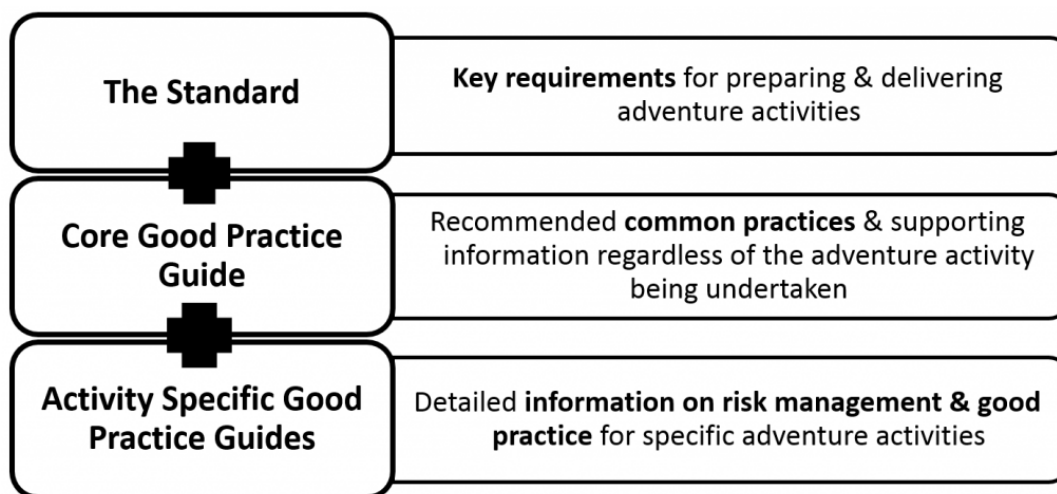 The Standard
Key requirements for preparing & delivering
adventure activities
Core Good Practice
Guide
Recommended common practices & supporting
information regardless of the adventure activity
being undertaken
Activity Specific Good
Practice Guides
Detailed information on risk management & good
practice for specific adventure activities